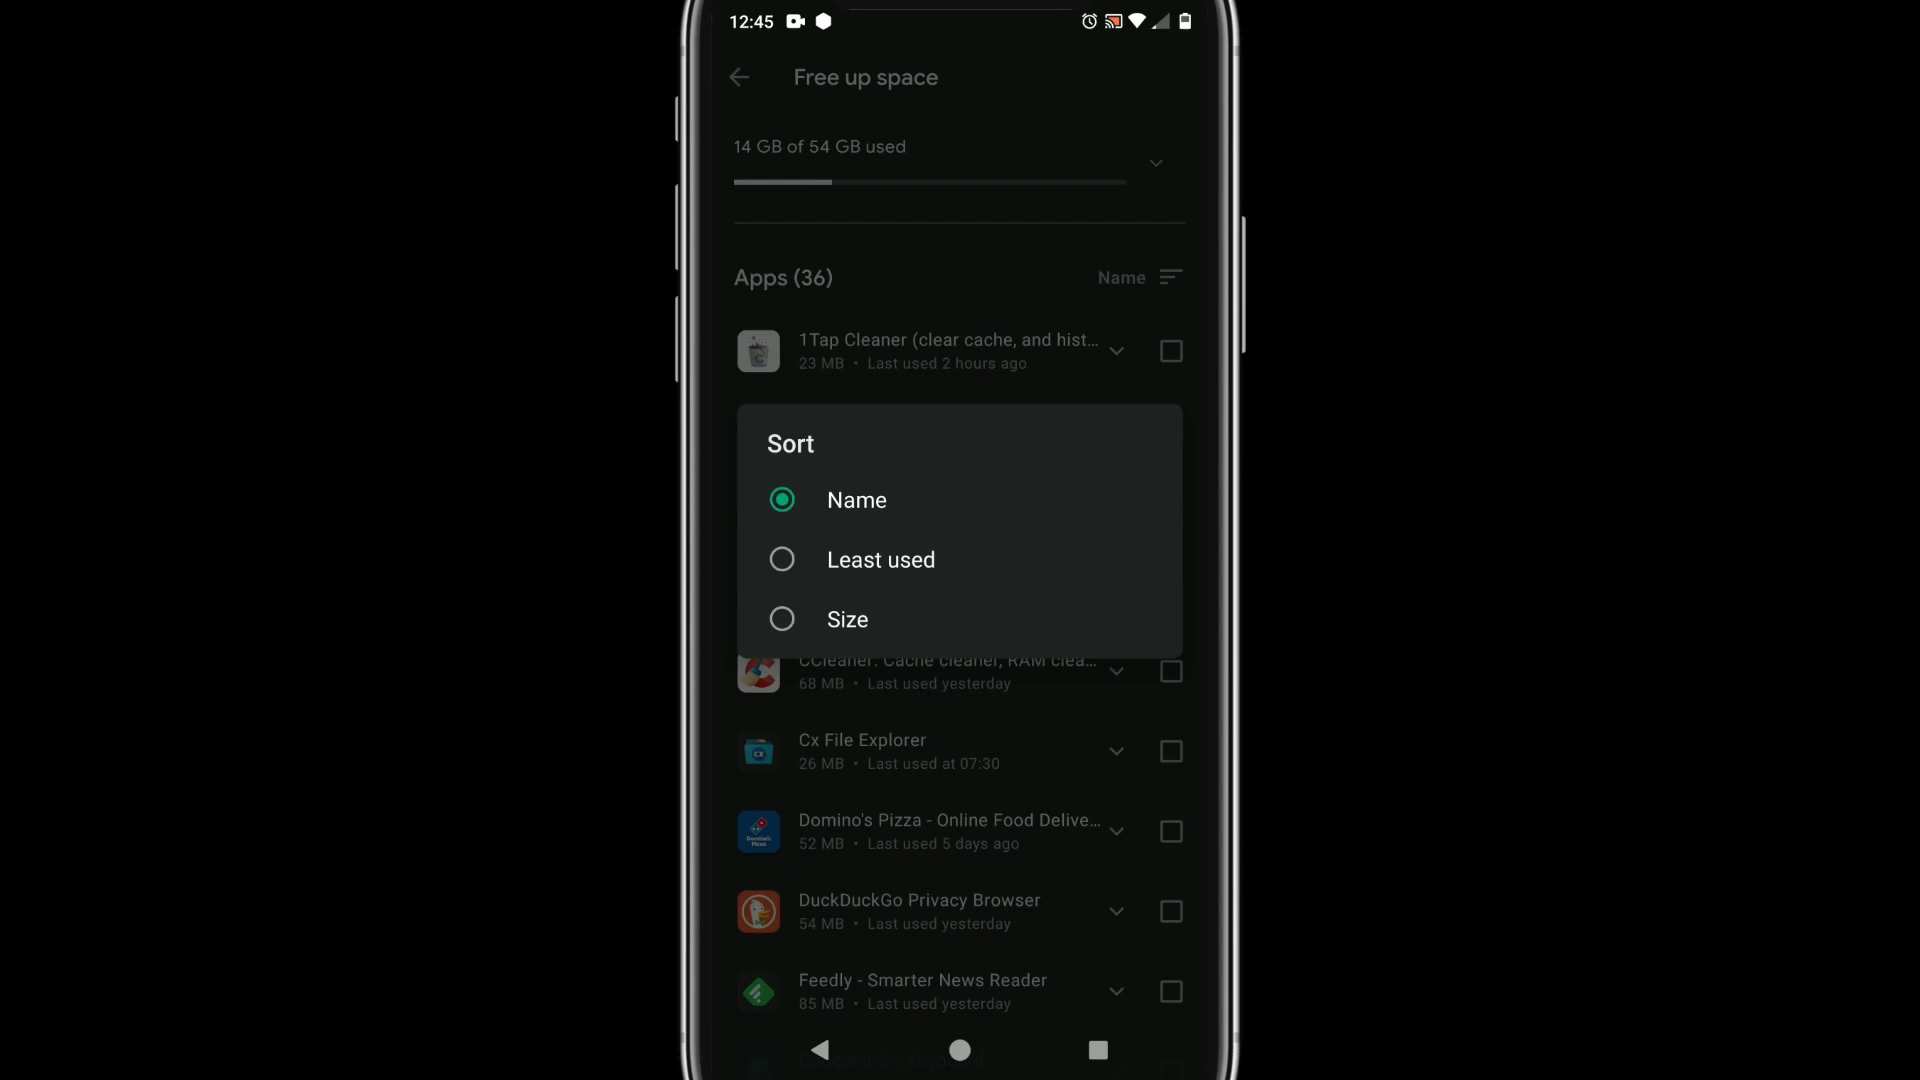 12:45
Free up space
14 GB of 54 GB used
Apps (36)
Name
1Tap Cleaner (clear cache, and hist...
23 MB • Last used 2 hours ago
Sort
Name
Least used
Size
CCleaner: Cache cleaner, RAM clea...
68 MB • Last used yesterday
Cx File Explorer
26 MB • Last used at 07:30
Domino's Pizza - Online Food Delive...
52 MB • Last used 5 days ago
DuckDuckGo Privacy Browser
54 MB • Last used yesterday
Feedly - Smarter News Reader
85 MB • Last used yesterday